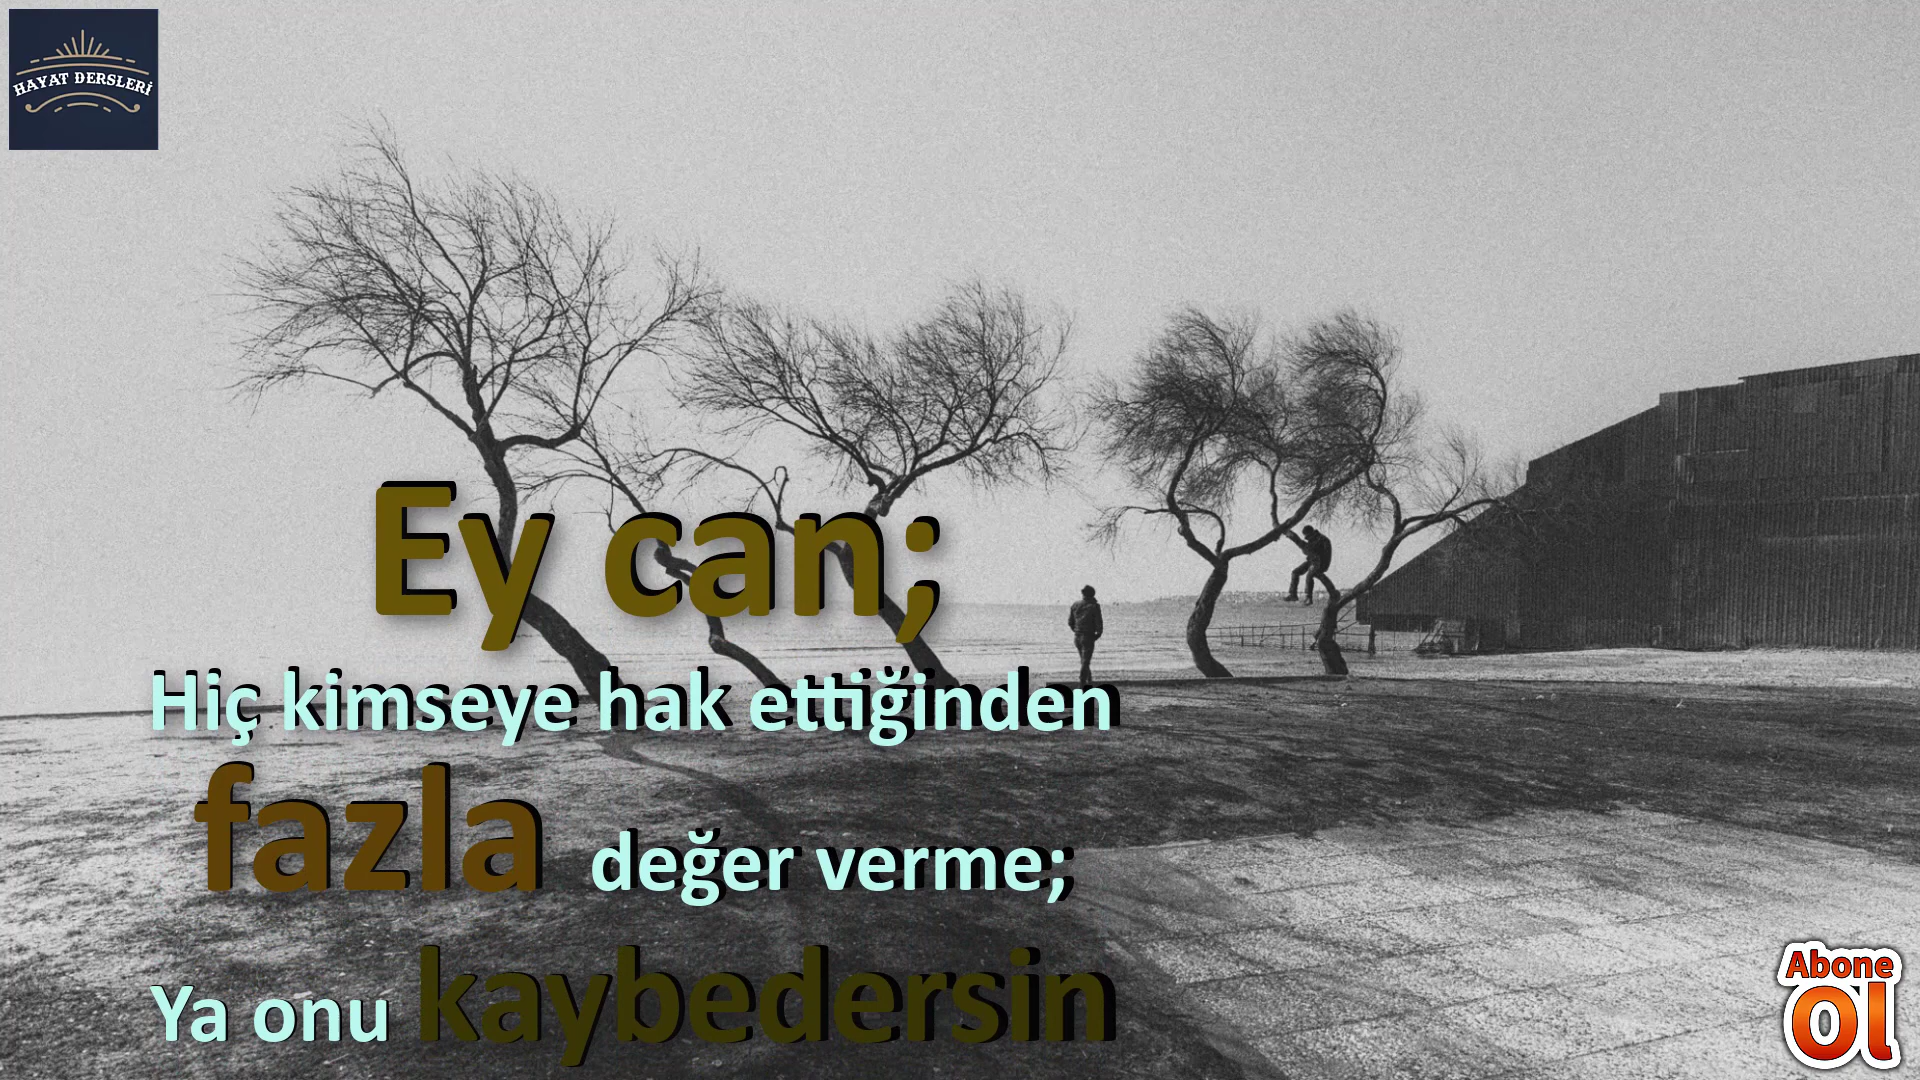 HAYAT DERSLERİ
Ey can;
Hiç kimseye hak ettiğinden
fazla değer verme;
Ya onu kaybedersin
Abone
Ol